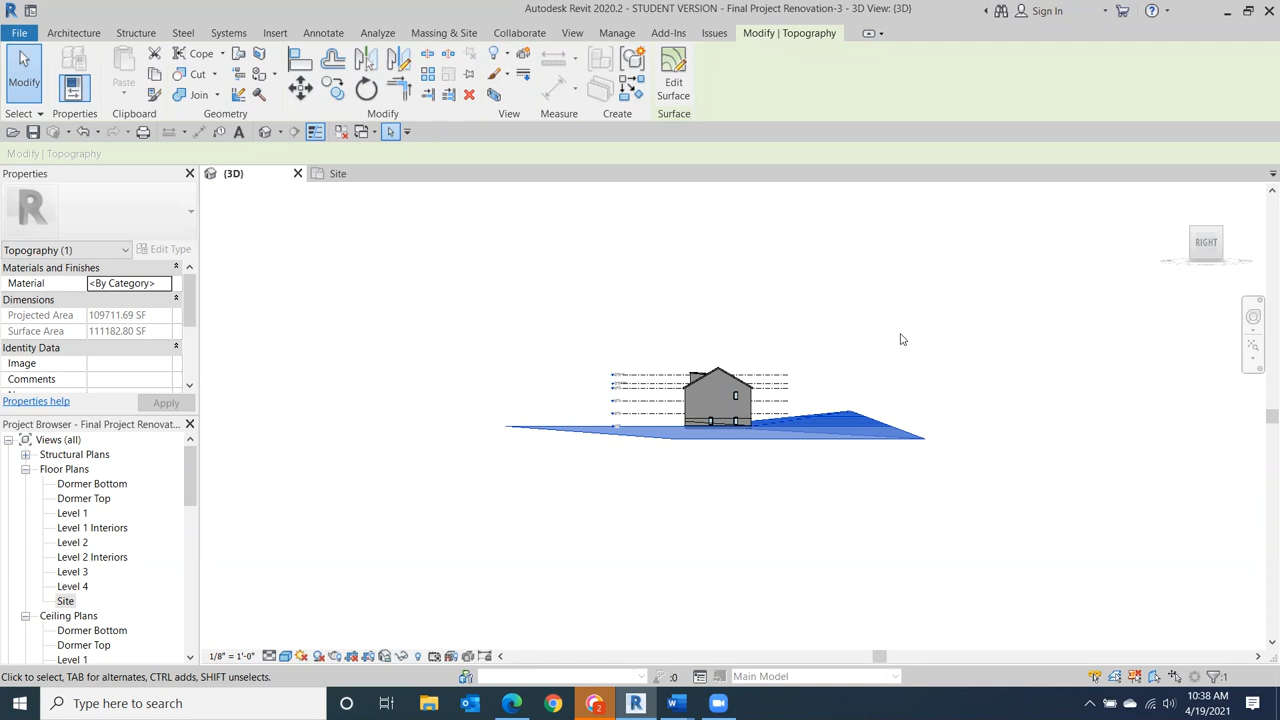 Autodesk Revit 2020.2 - STUDENT VERSION - Final Project Renovation-3 - 3D View: {3D}
Sign In
File Architecture Structure Steel Systems Insert Annotate Analyze Massing & Site Collaborate View Manage Add-Ins Issues Modify | Topography
Modify
Paste
Cope
Cut
Join
Edit
Surface
Select Properties Clipboard Geometry Modify View Measure Create Surface
Modify | Topography
Properties
{3D}
Site
Topography (1)
Edit Type
Materials and Finishes
Material <By Category>
Dimensions
Projected Area 109711.69 SF
Surface Area 111182.80 SF
Identity Data
Image
Comments
Properties help
Apply
RIGHT
Project Browser - Final Project Renovat...
Views (all)
Structural Plans
Floor Plans
Dormer Bottom
Dormer Top
Level 1
Level 1 Interiors
Level 2
Level 2 Interiors
Level 3
Level 4
Site
Ceiling Plans
Dormer Bottom
Dormer Top
Level 1
1/8" = 1'-0"
Click to select, TAB for alternates, CTRL adds, SHIFT unselects.
:0
Main Model
:1
Type here to search
2
10:38 AM
4/19/2021